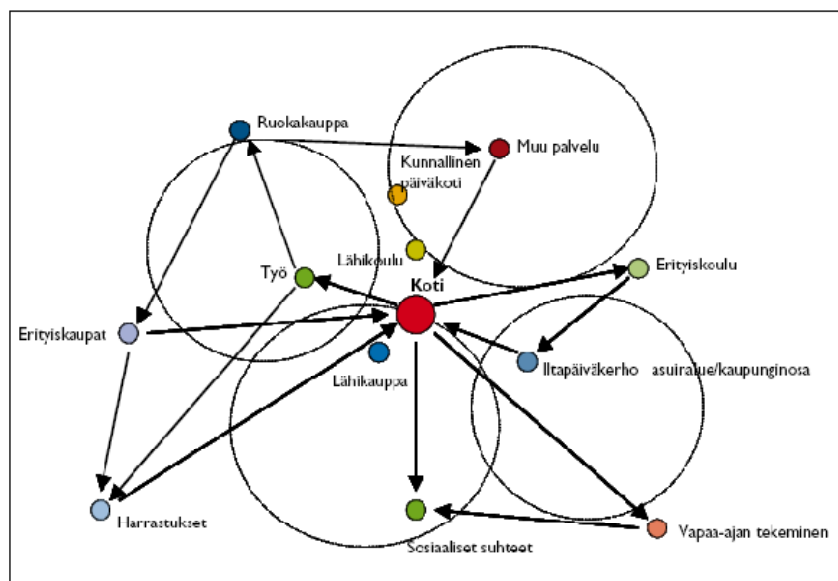 Ruokakauppa
Muu palvelu
Kunnallinen
päiväkoti
Lähikoulu
Työ
Koti
Erityiskoulu
Erityiskaupat
Lähikauppa
Iltapäiväkerho asuiralue/kaupunginosa
Harrastukset
Sosiaaliset suhteet
Vapaa-ajan tekeminen